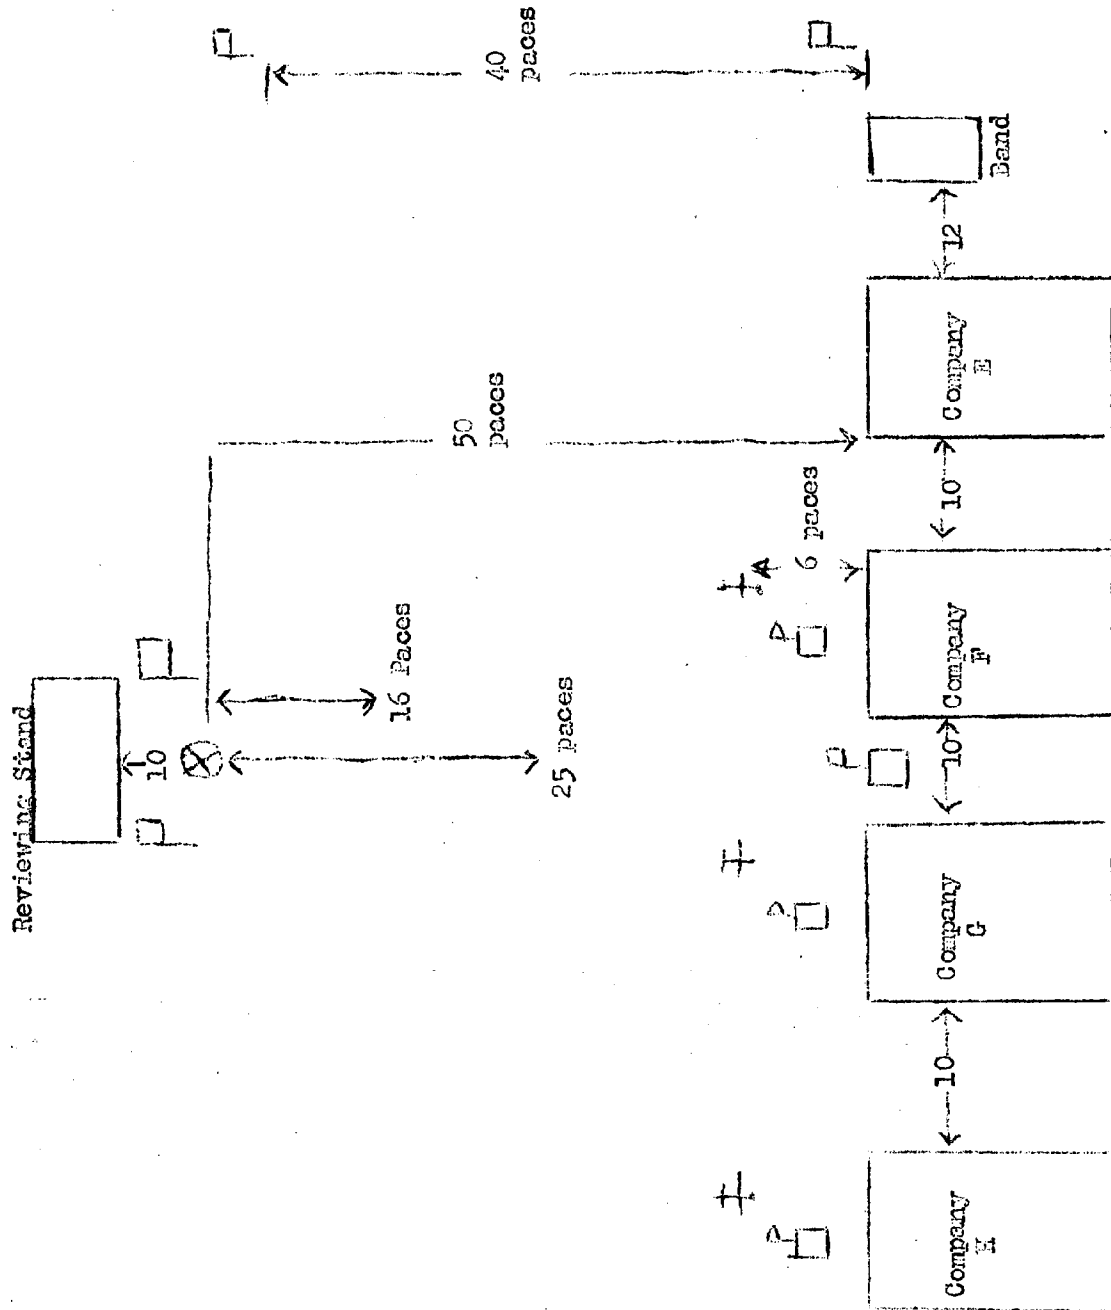 Reviewing Stand
10
16 Paces
25 paces
50
paces
40
paces
6 paces
Company
H
10
Company
G
10
Company
F
10
Company
E
12
Band